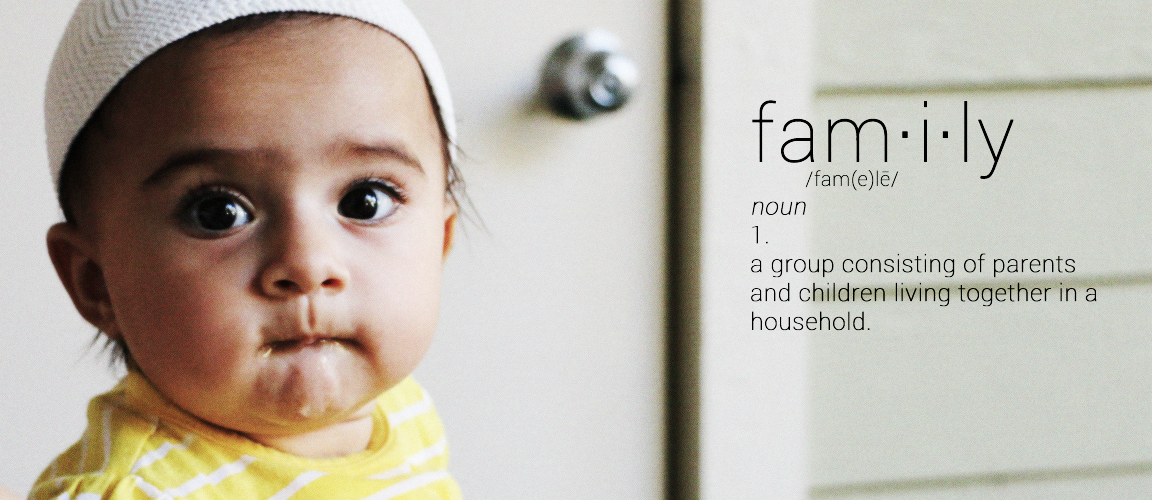 fam·i·ly
/fam(e)lē/
noun
1.
a group consisting of parents
and children living together in a
household.